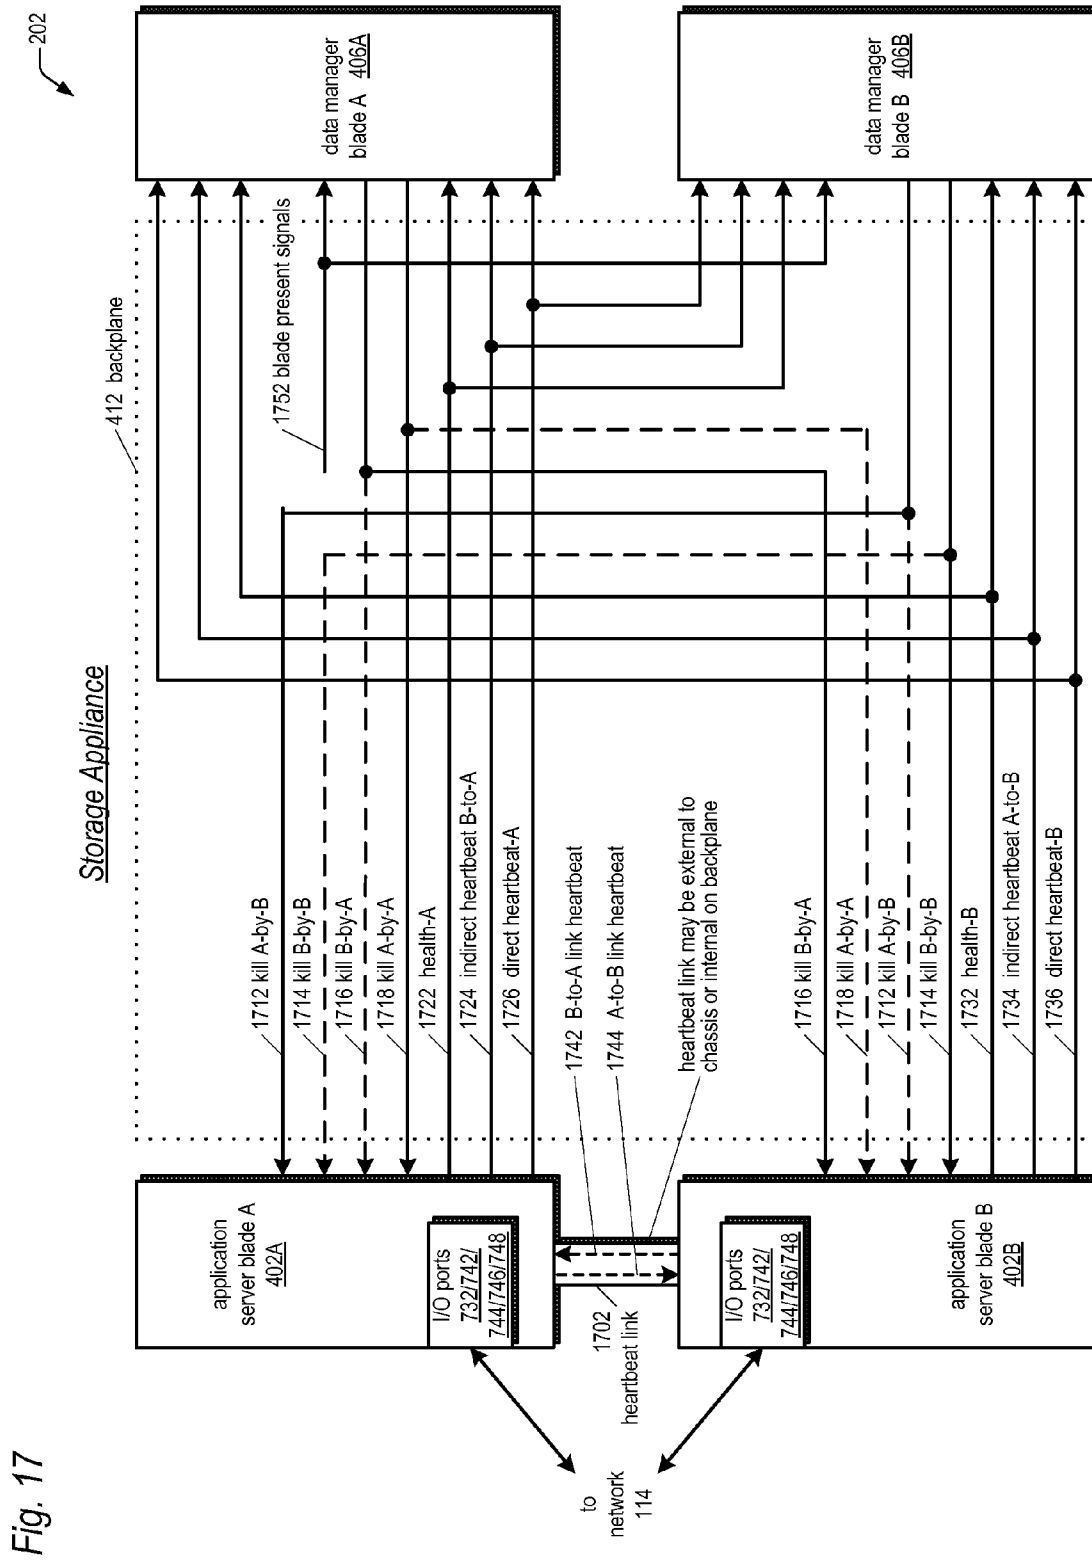 Fig. 17
Storage Appliance
202
412 backplane
application
server blade A
402A
I/O ports
732/742/
744/746/748
to
network
114
1702
heartbeat link
I/O ports
732/742/
744/746/748
application
server blade B
402B
1712 kill A-by-B
1714 kill B-by-B
1716 kill B-by-A
1718 kill A-by-A
1722 health-A
1724 indirect heartbeat B-to-A
1726 direct heartbeat-A
1742 B-to-A link heartbeat
1744 A-to-B link heartbeat
heartbeat link may be external to
chassis or internal on backplane
1716 kill B-by-A
1718 kill A-by-A
1712 kill A-by-B
1714 kill B-by-B
1732 health-B
1734 indirect heartbeat A-to-B
1736 direct heartbeat-B
1752 blade present signals
data manager
blade A 406A
data manager
blade B 406B